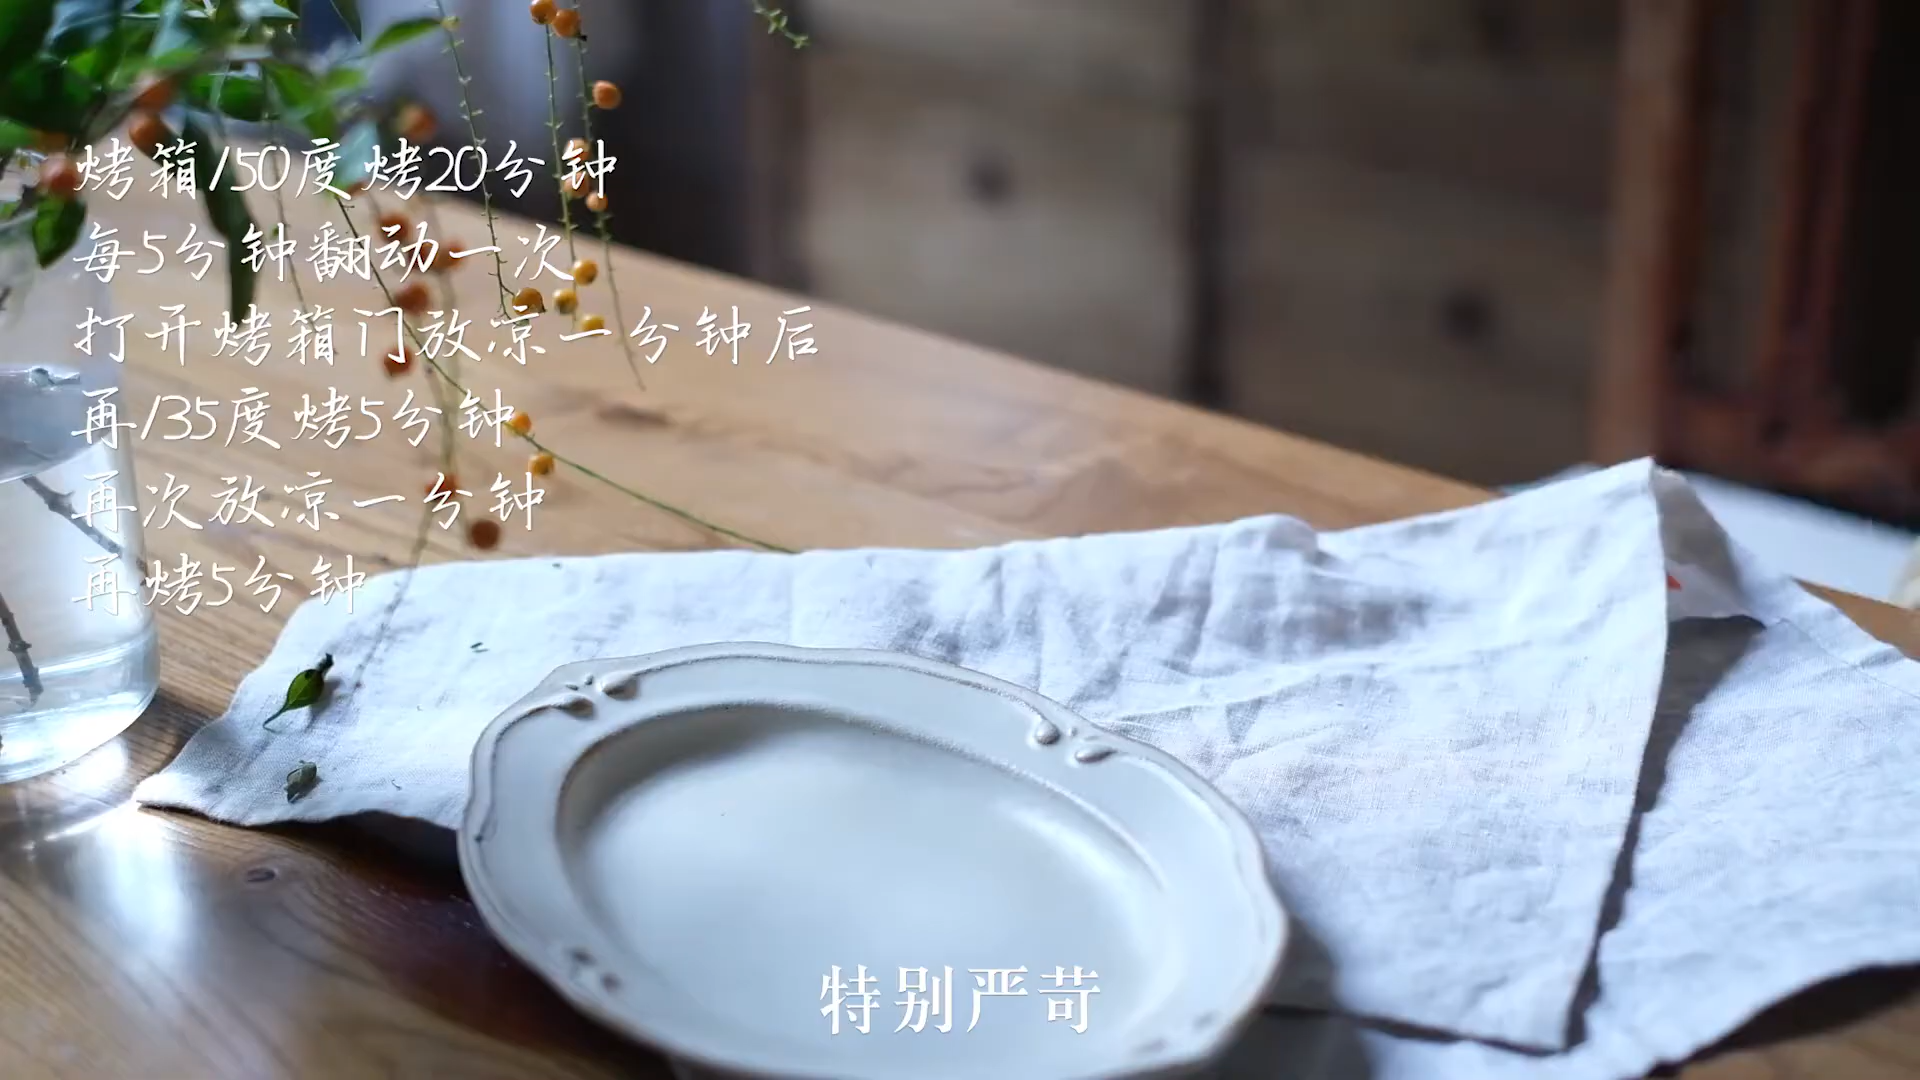 烤箱150度烤20分钟
每5分钟翻动一次
打开烤箱门放凉一分钟后
再135度烤5分钟
再次放凉一分钟
再烤5分钟
特别严苛